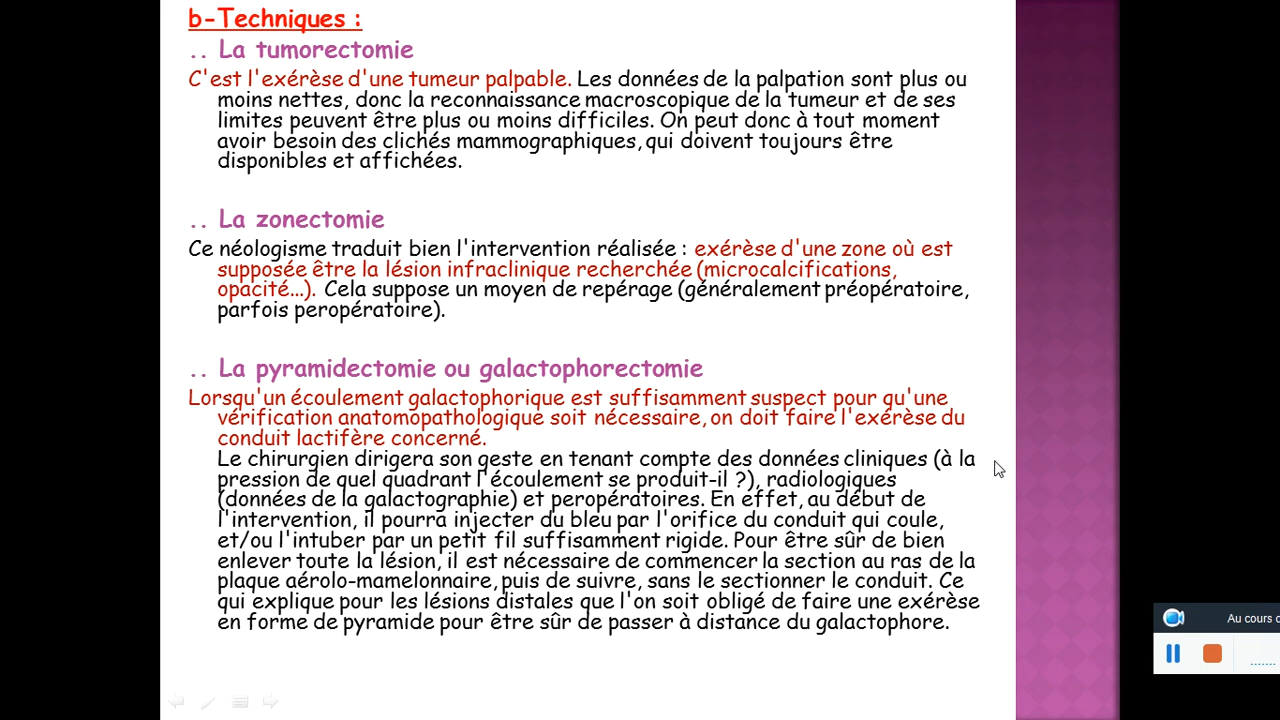 b-Techniques :
.. La tumorectomie
C'est l'exérèse d'une tumeur palpable. Les données de la palpation sont plus ou
moins nettes, donc la reconnaissance macroscopique de la tumeur et de ses
limites peuvent être plus ou moins difficiles. On peut donc à tout moment
avoir besoin des clichés mammographiques, qui doivent toujours être
disponibles et affichées.
.. La zonectomie
Ce néologisme traduit bien l'intervention réalisée : exérèse d'une zone où est
supposée être la lésion infraclinique recherchée (microcalcifications,
opacité...). Cela suppose un moyen de repérage (généralement préopératoire,
parfois peropératoire).
.. La pyramidectomie ou galactophorectomie
Lorsqu'un écoulement galactophorique est suffisamment suspect pour qu'une
vérification anatomopathologique soit nécessaire, on doit faire l'exérèse du
conduit lactifère concerné.
Le chirurgien dirigera son geste en tenant compte des données cliniques (à la
pression de quel quadrant l'écoulement se produit-il ?), radiologiques
(données de la galactographie) et peropératoires. En effet, au début de
l'intervention, il pourra injecter du bleu par l'orifice du conduit qui coule,
et/ou l'intuber par un petit fil suffisamment rigide. Pour être sûr de bien
enlever toute la lésion, il est nécessaire de commencer la section au ras de la
plaque aérolo-mamelonnaire, puis de suivre, sans le sectionner le conduit. Ce
qui explique pour les lésions distales que l'on soit obligé de faire une exérèse
en forme de pyramide pour être sûr de passer à distance du galactophore.
Au cours